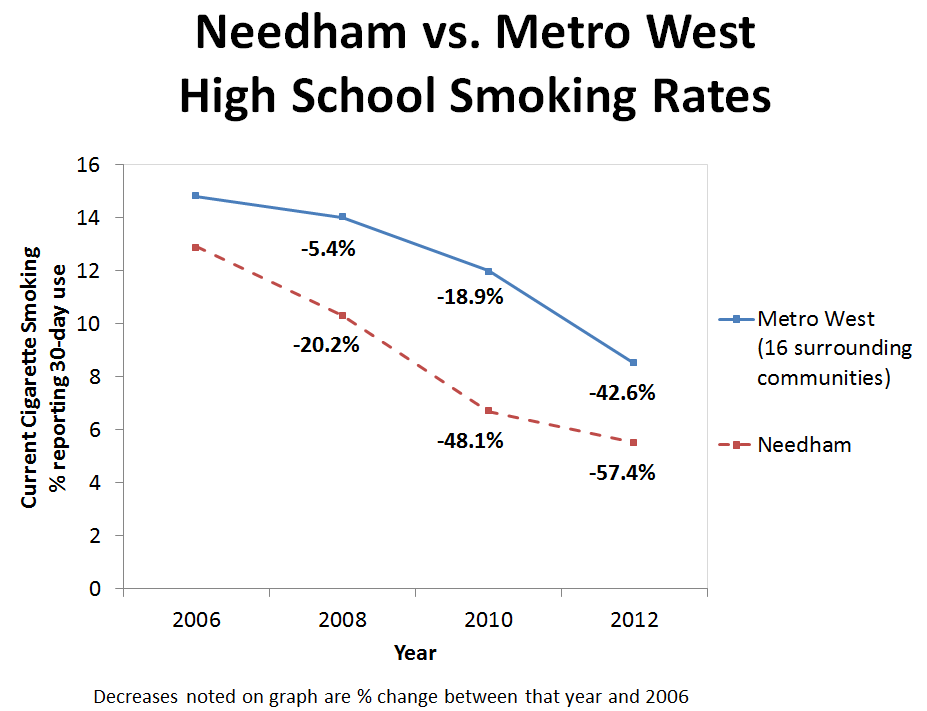 Needham vs. Metro West
High School Smoking Rates
Current Cigarette Smoking
% reporting 30-day use
16
14
12
10
8
6
4
2
0
-5.4%
-18.9%
-20.2%
-42.6%
-48.1%
-57.4%
Metro West
(16 surrounding
communities)
Needham
2006 2008 2010 2012
Year
Decreases noted on graph are % change between that year and 2006